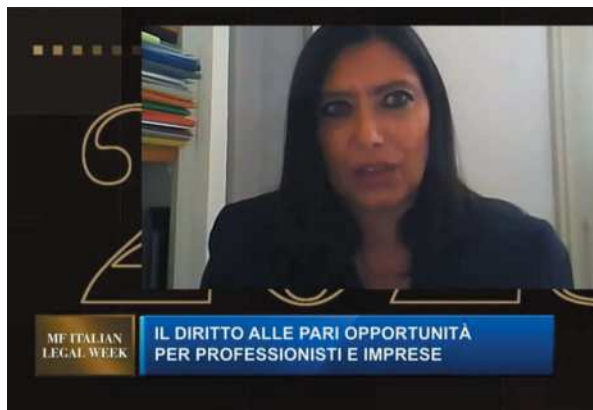 MF ITALIAN
LEGAL WEEK
IL DIRITTO ALLE PARI OPPORTUNITÀ
PER PROFESSIONISTI E IMPRESE